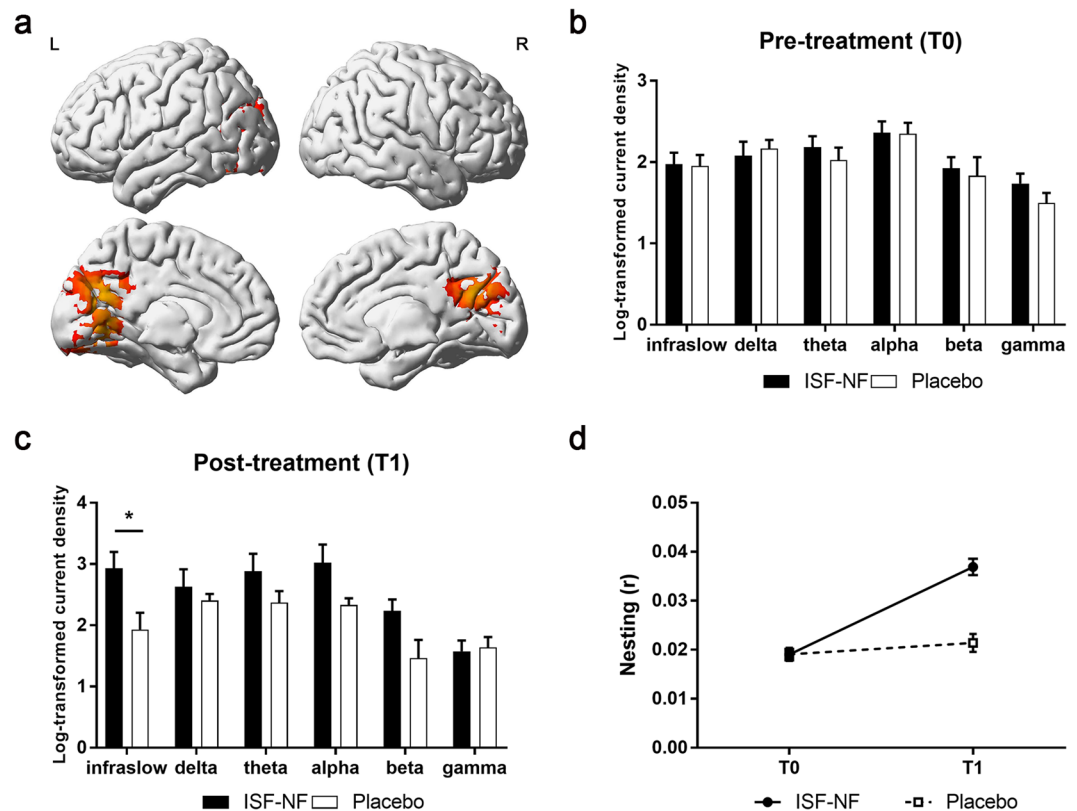 a
L
R
b
Pre-treatment (T0)
Log-transformed current density
3
2
1
0
infraslow delta theta alpha beta gamma
ISF-NF Placebo
c
Post-treatment (T1)
Log-transformed current density
4
3
2
1
0
*
infraslow delta theta alpha beta gamma
ISF-NF Placebo
d
Nesting (r)
0.05
0.04
0.03
0.02
0.01
0.00
T0 T1
ISF-NF Placebo